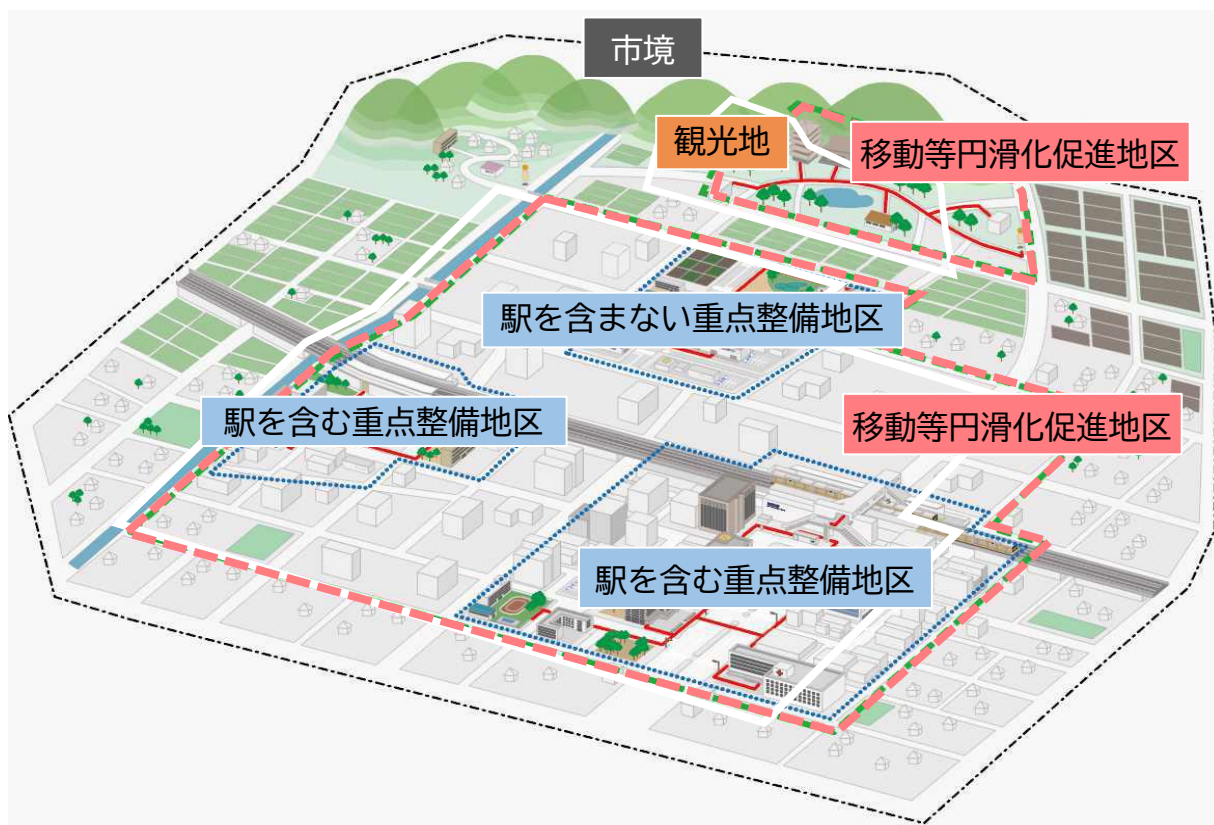 市境
観光地
移動等円滑化促進地区
駅を含まない重点整備地区
駅を含む重点整備地区
移動等円滑化促進地区
駅を含む重点整備地区